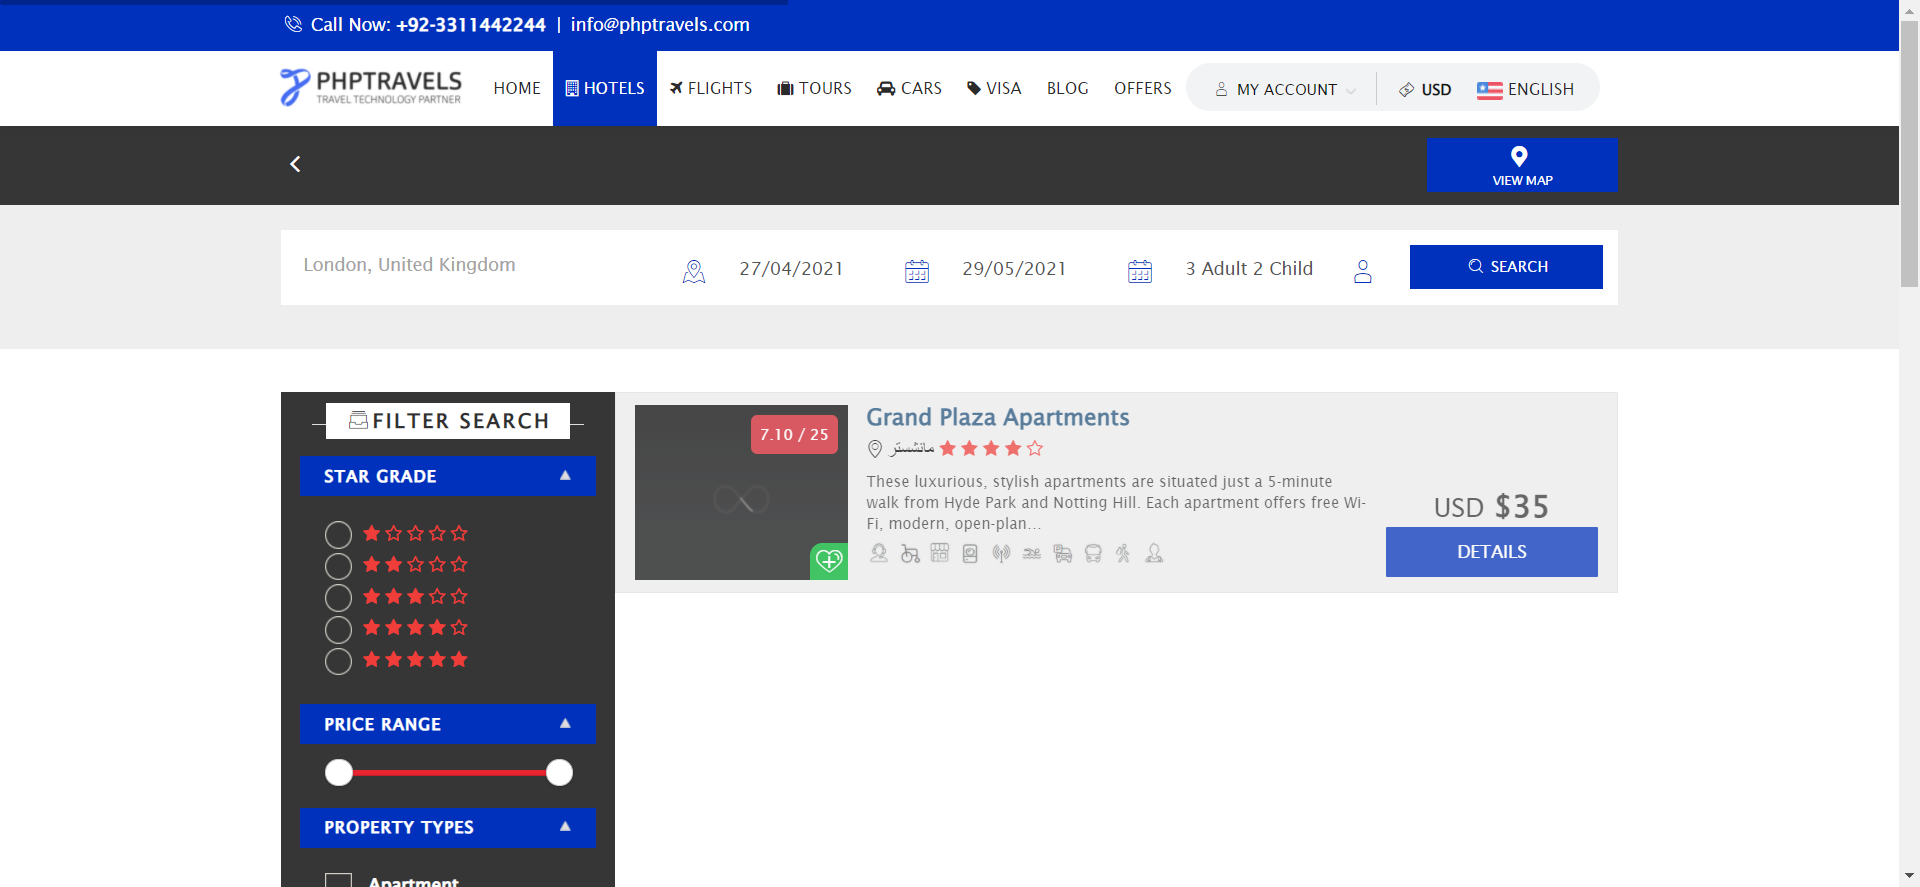 Call Now: +92-3311442244 | info@phptravels.com
PHPTRAVELS
TRAVEL TECHNOLOGY PARTNER
HOME
HOTELS
FLIGHTS
TOURS
CARS
VISA
BLOG
OFFERS
MY ACCOUNT
USD
ENGLISH
VIEW MAP
London, United Kingdom
27/04/2021
29/05/2021
3 Adult 2 Child
SEARCH
FILTER SEARCH
STAR GRADE
PRICE RANGE
PROPERTY TYPES
Apartment
7.10 / 25
Grand Plaza Apartments
مانشستر
These luxurious, stylish apartments are situated just a 5-minute
walk from Hyde Park and Notting Hill. Each apartment offers free Wi-
Fi, modern, open-plan...
USD $35
DETAILS